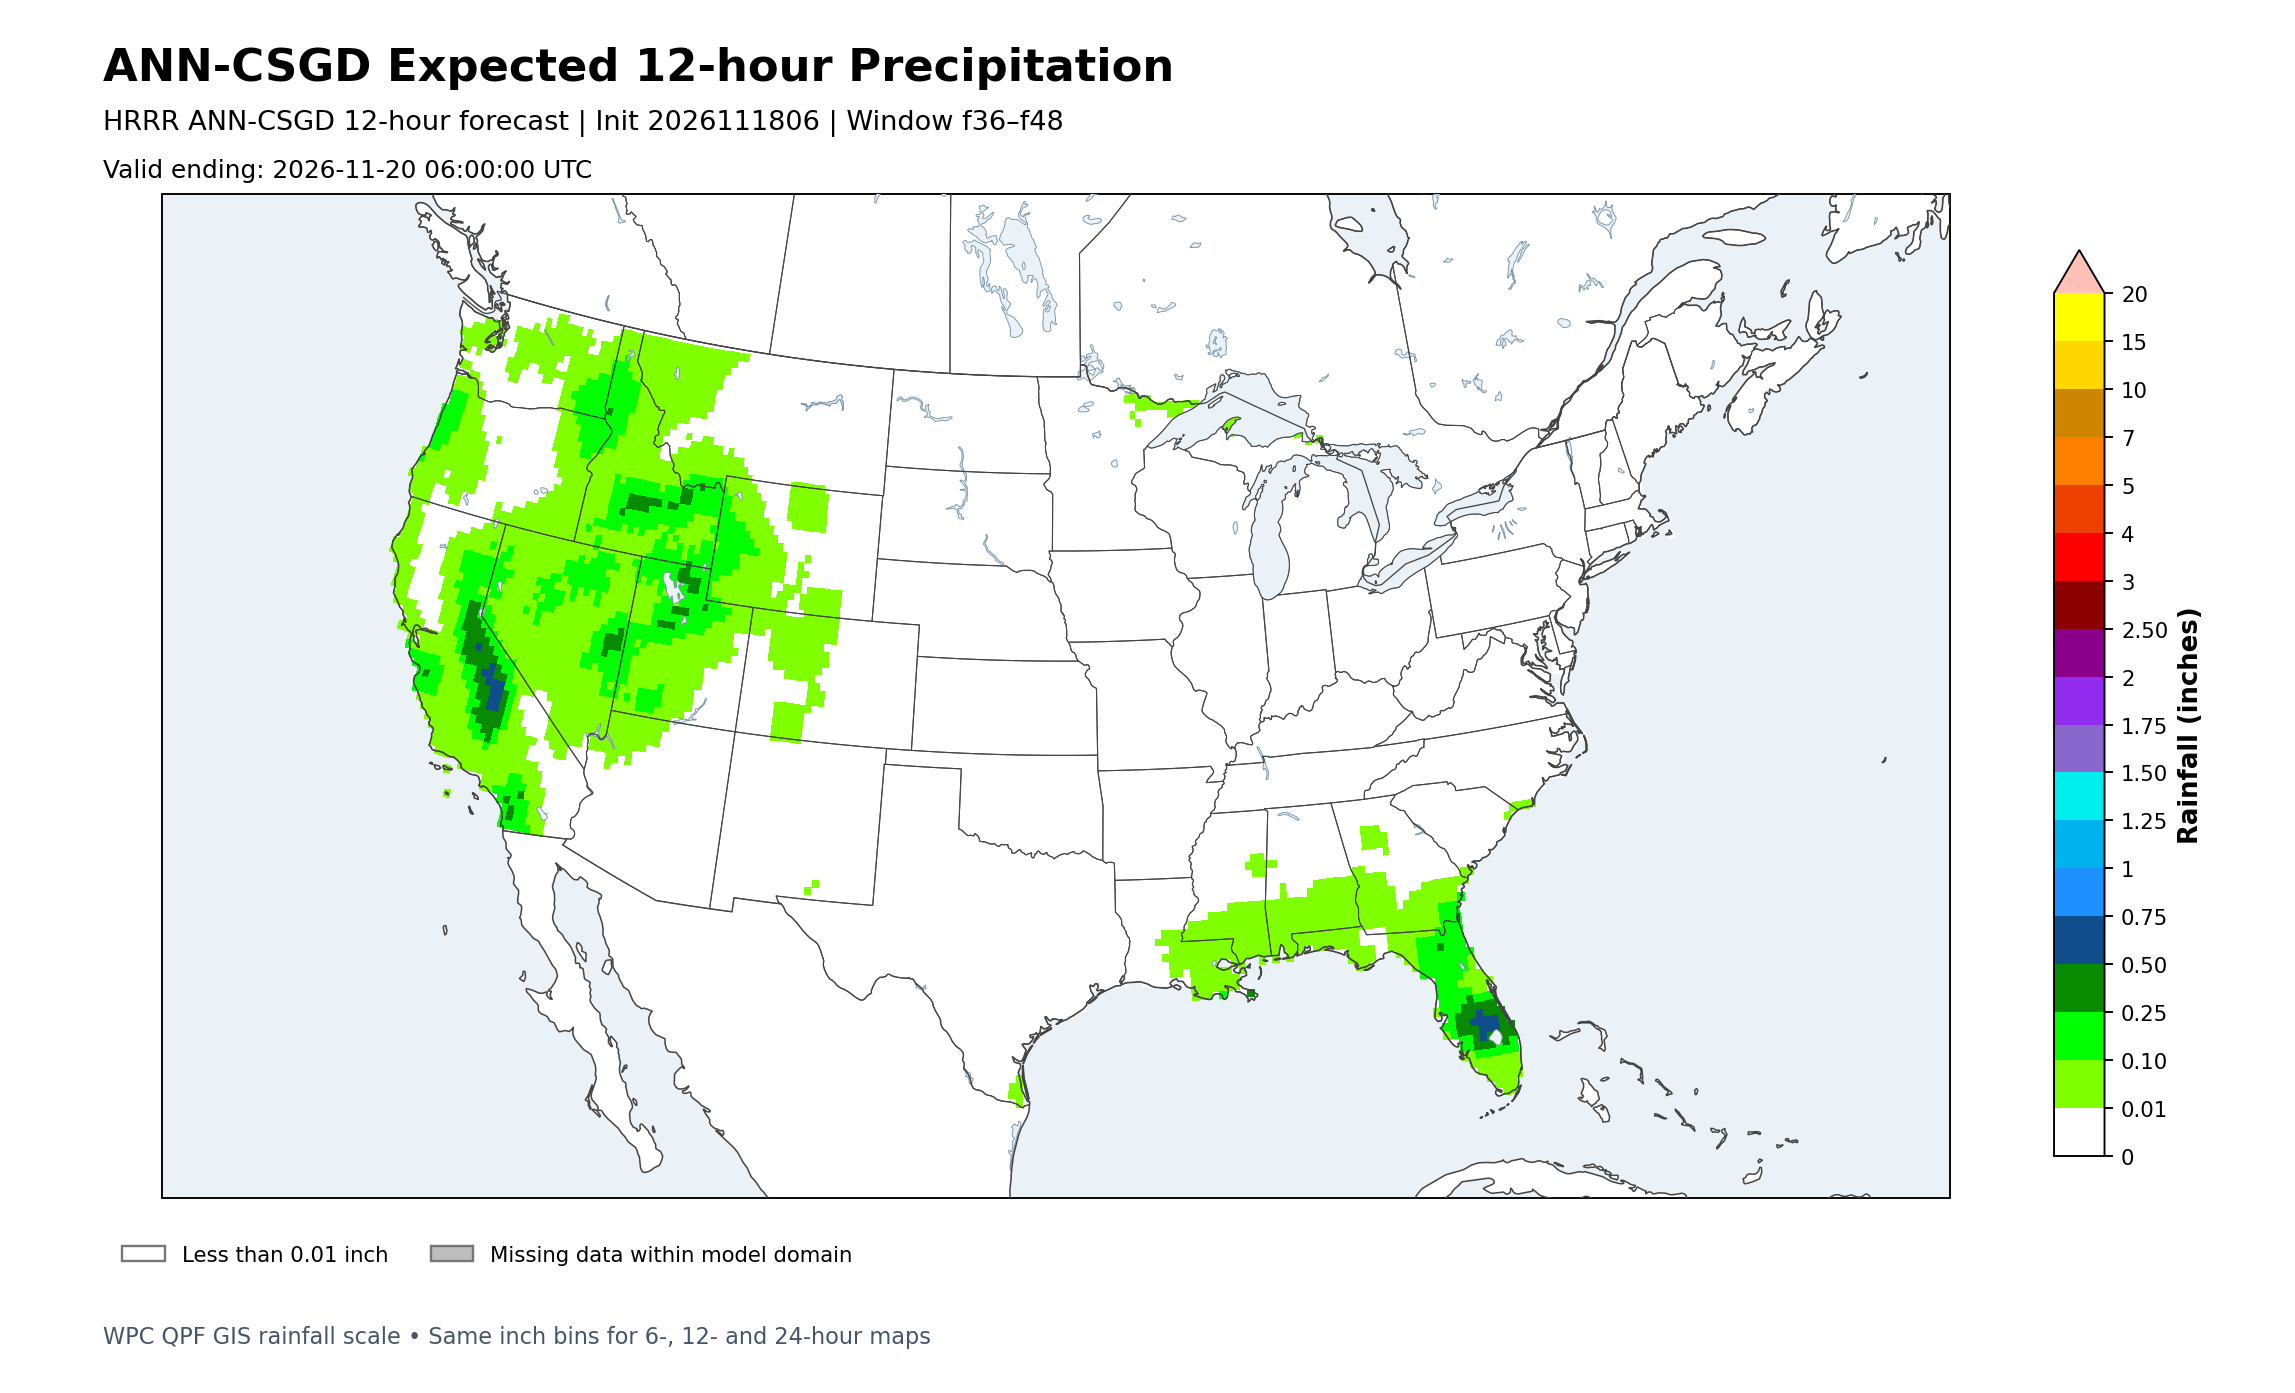 ANN-CSGD Expected 12-hour Precipitation
HRRR ANN-CSGD 12-hour forecast | Init 2026111806 | Window f36–f48
Valid ending: 2026-11-20 06:00:00 UTC
20
15
10
7
5
4
3
2.50
2
1.75
1.50
1.25
1
0.75
0.50
0.25
0.10
0.01
0
Rainfall (inches)
Less than 0.01 inch
Missing data within model domain
WPC QPF GIS rainfall scale • Same inch bins for 6-, 12- and 24-hour maps